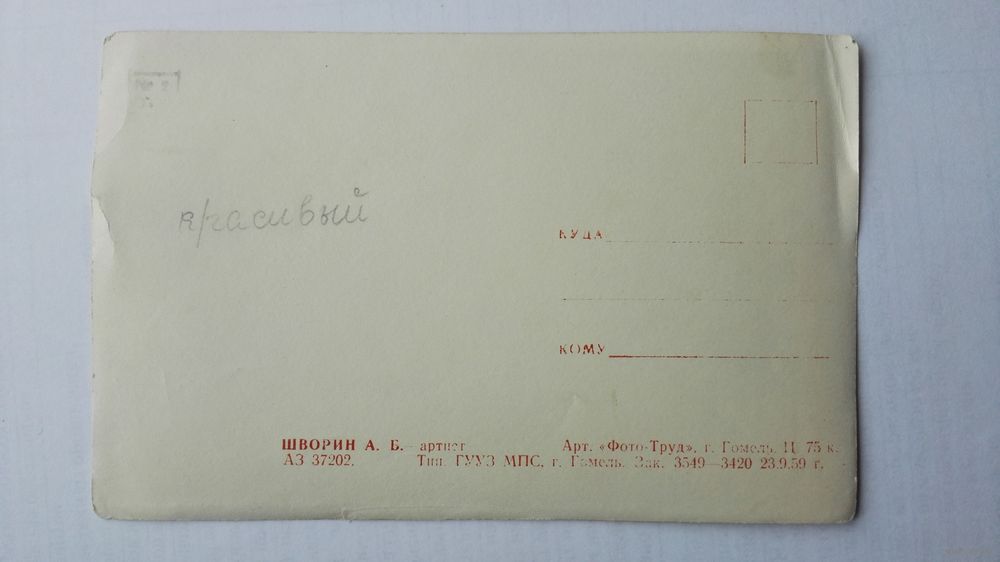 красивый
КУДА
КОМУ
ШВОРИН А. Б.—артист Арт. «Фото-Труд», г. Гомель. Ц. 75 к.
АЗ 37202. Тип. ГУУЗ МПС, г. Гомель. Зак. 3549—3420 23.9.59 г.